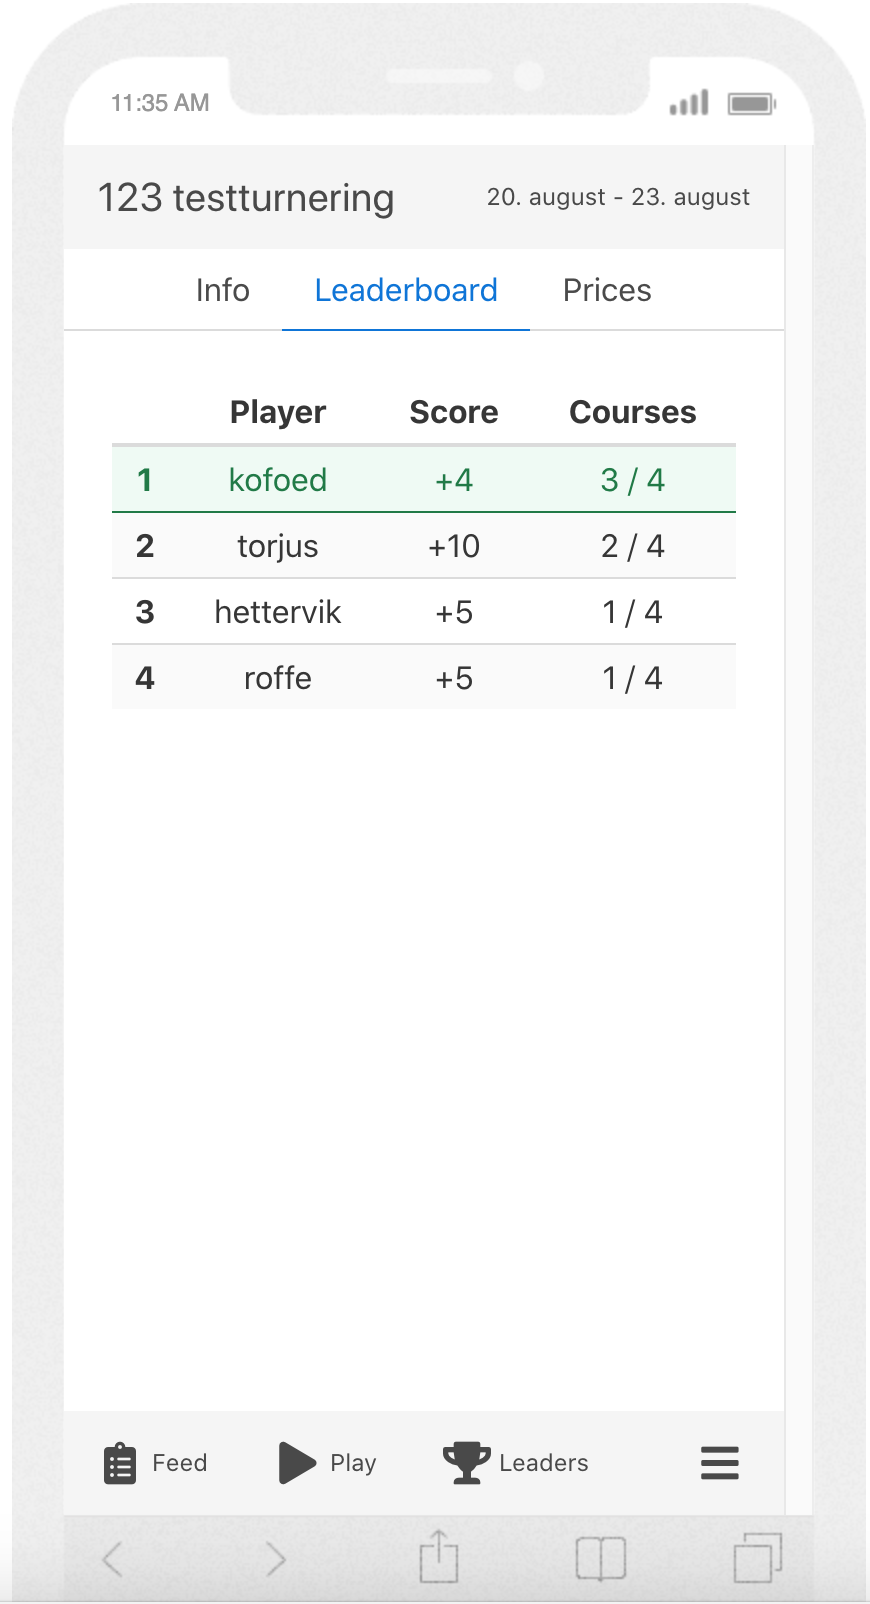 11:35 AM
123 testturnering 20. august - 23. august
Info Leaderboard Prices
Player Score Courses
1 kofoed +4 3 / 4
2 torjus +10 2 / 4
3 hettervik +5 1 / 4
4 roffe +5 1 / 4
Feed Play Leaders